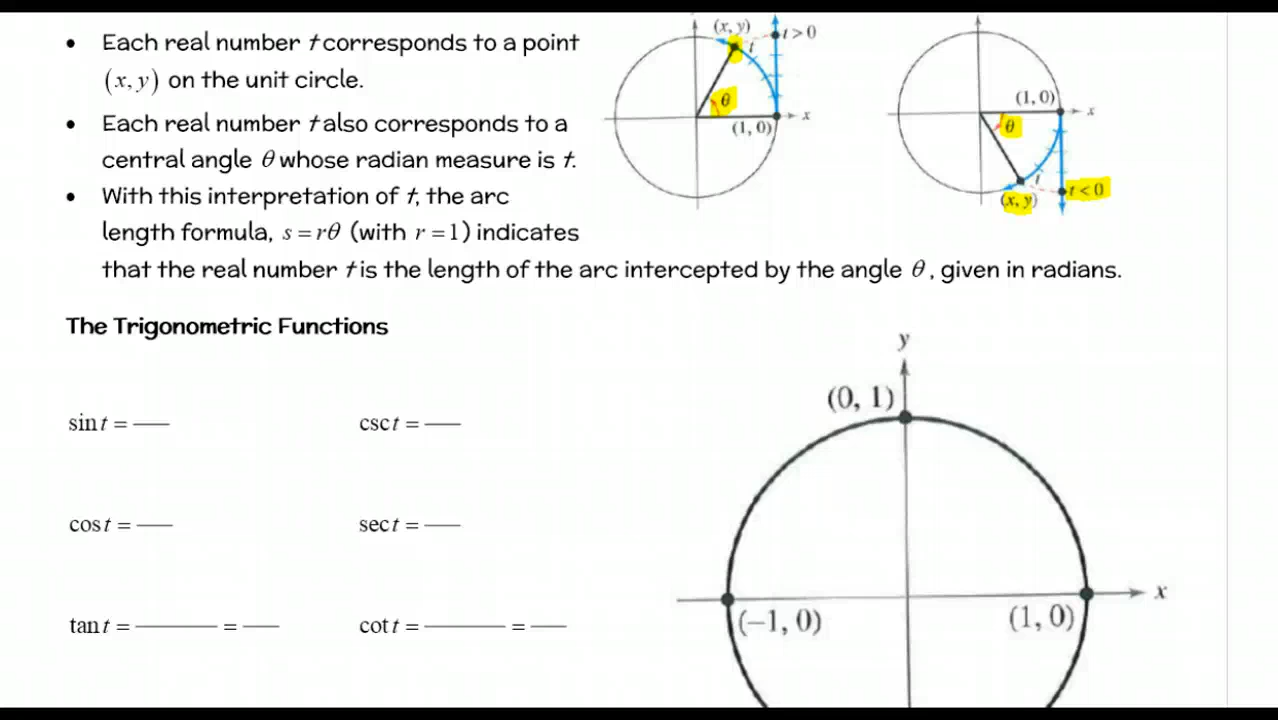 • Each real number t corresponds to a point
(x, y) on the unit circle.
• Each real number t also corresponds to a
central angle θ whose radian measure is t.
• With this interpretation of t, the arc
length formula, s = rθ (with r = 1) indicates
that the real number t is the length of the arc intercepted by the angle θ, given in radians.
(x, y)
t
t > 0
θ
(1, 0)
x
(1, 0)
x
θ
t
t < 0
(x, y)
The Trigonometric Functions
sin t = —
csc t = —
cos t = —
sec t = —
tan t = — = —
cot t = — = —
y
(0, 1)
x
(−1, 0)
(1, 0)